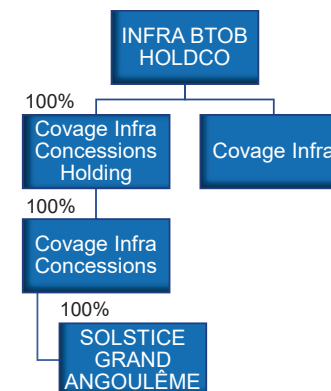 INFRA BTOB
HOLDCO
100%
Covage Infra
Concessions
Holding
Covage Infra
100%
Covage Infra
Concessions
100%
SOLSTICE
GRAND
ANGOULÊME